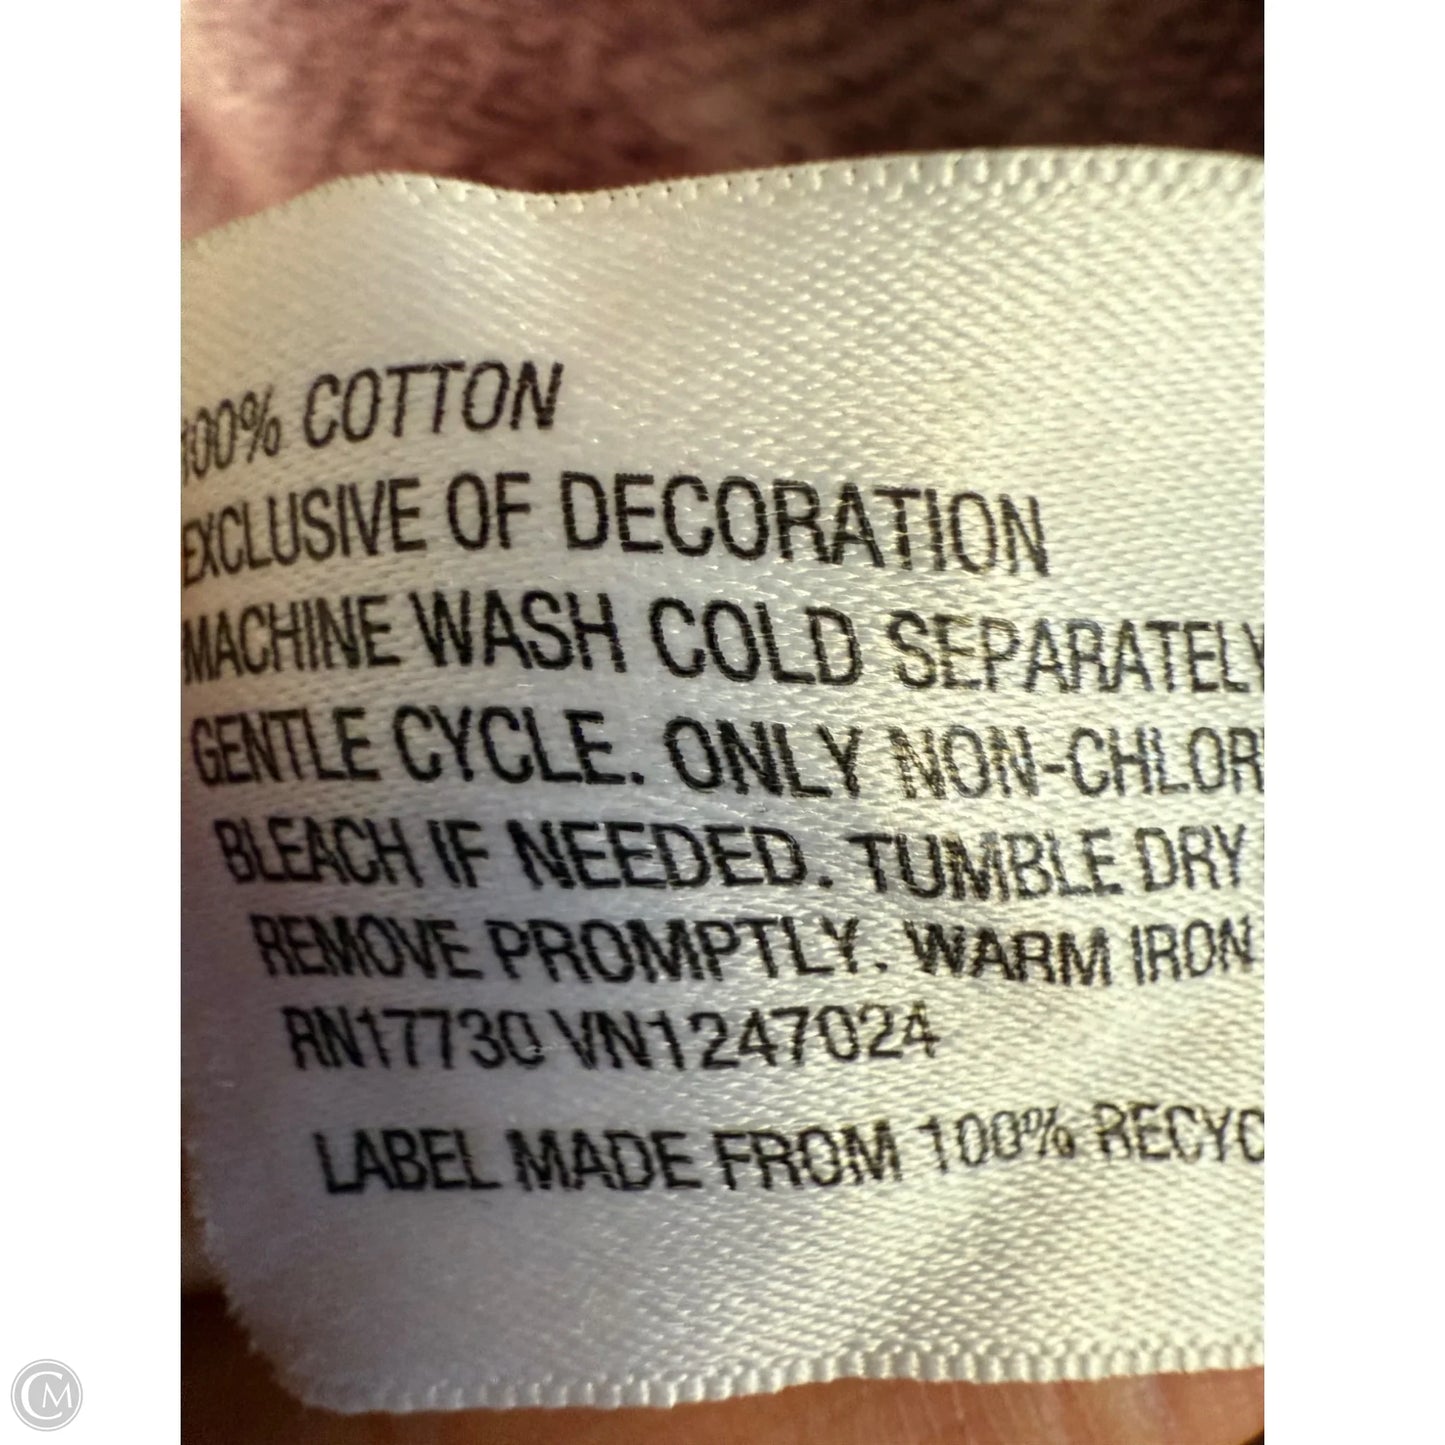 100% COTTON
EXCLUSIVE OF DECORATION
MACHINE WASH COLD SEPARATELY
GENTLE CYCLE. ONLY NON-CHLOR
BLEACH IF NEEDED. TUMBLE DRY
REMOVE PROMPTLY. WARM IRON
RN17730 VN1247024
LABEL MADE FROM 100% RECYC
CM